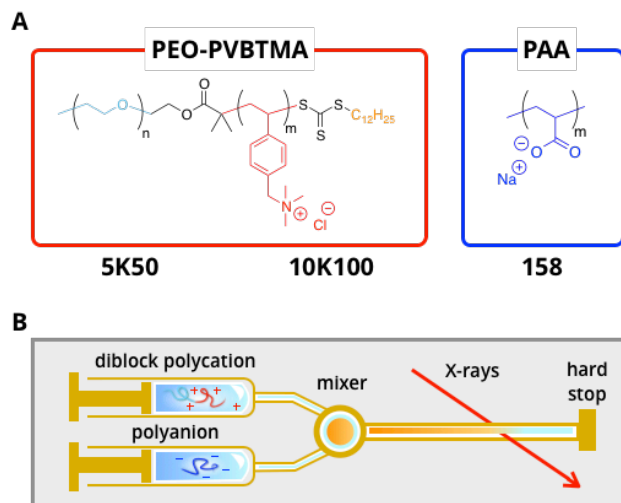 A
PEO-PVBTMA
PAA
O
n
O
O
m
S
S
S
C12H25
N
+
Cl
−
m
−
O
O
Na
+
5K50
10K100
158
B
diblock polycation
polyanion
mixer
X-rays
hard
stop
+ + + +
− − − −